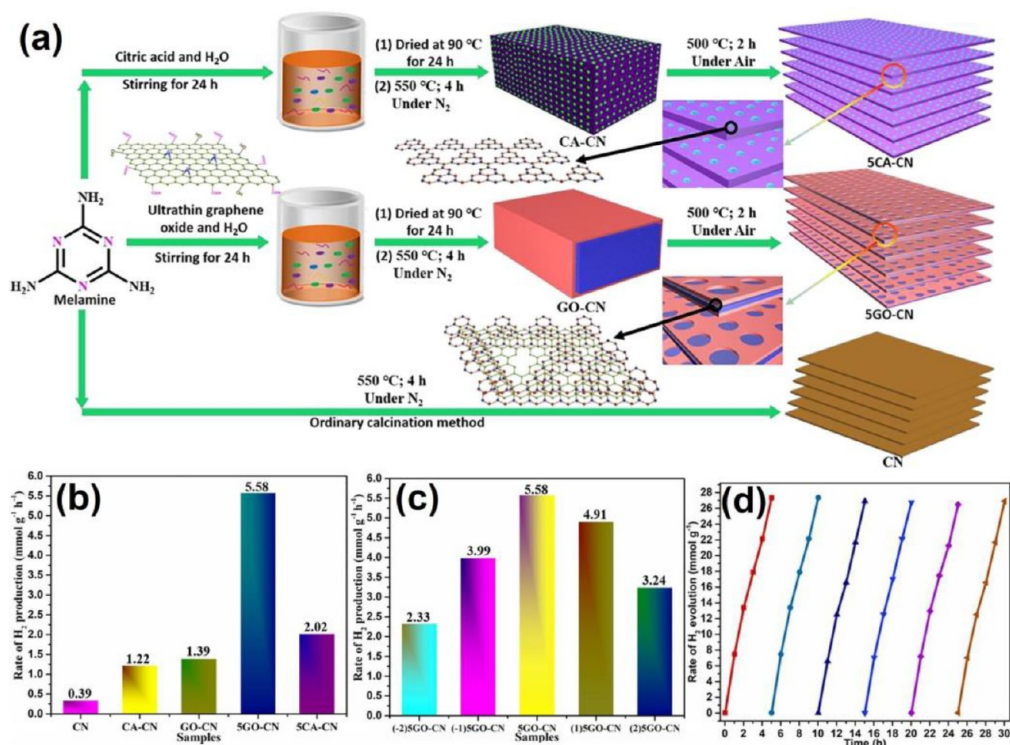 (a)
Citric acid and H₂O
Stirring for 24 h
(1) Dried at 90 °C
for 24 h
(2) 550 °C; 4 h
Under N₂
CA-CN
500 °C; 2 h
Under Air
5CA-CN
NH₂
N
N
N
H₂N
NH₂
Melamine
Ultrathin graphene
oxide and H₂O
Stirring for 24 h
(1) Dried at 90 °C
for 24 h
(2) 550 °C; 4 h
Under N₂
GO-CN
500 °C; 2 h
Under Air
5GO-CN
550 °C; 4 h
Under N₂
Ordinary calcination method
CN
(b)
Rate of H₂ production (mmol g⁻¹ h⁻¹)
6.0
5.5
5.0
4.5
4.0
3.5
3.0
2.5
2.0
1.5
1.0
0.5
0.0
0.39
1.22
1.39
5.58
2.02
CN
CA-CN
GO-CN
5GO-CN
5CA-CN
Samples
(c)
Rate of H₂ production (mmol g⁻¹ h⁻¹)
6.0
5.5
5.0
4.5
4.0
3.5
3.0
2.5
2.0
1.5
1.0
0.5
0.0
2.33
3.99
5.58
4.91
3.24
(-2)5GO-CN
(-1)5GO-CN
5GO-CN
(1)5GO-CN
(2)5GO-CN
Samples
(d)
Rate of H₂ evolution (mmol g⁻¹)
28
26
24
22
20
18
16
14
12
10
8
6
4
2
0
0 2 4 6 8 10 12 14 16 18 20 22 24 26 28 30
Time (h)